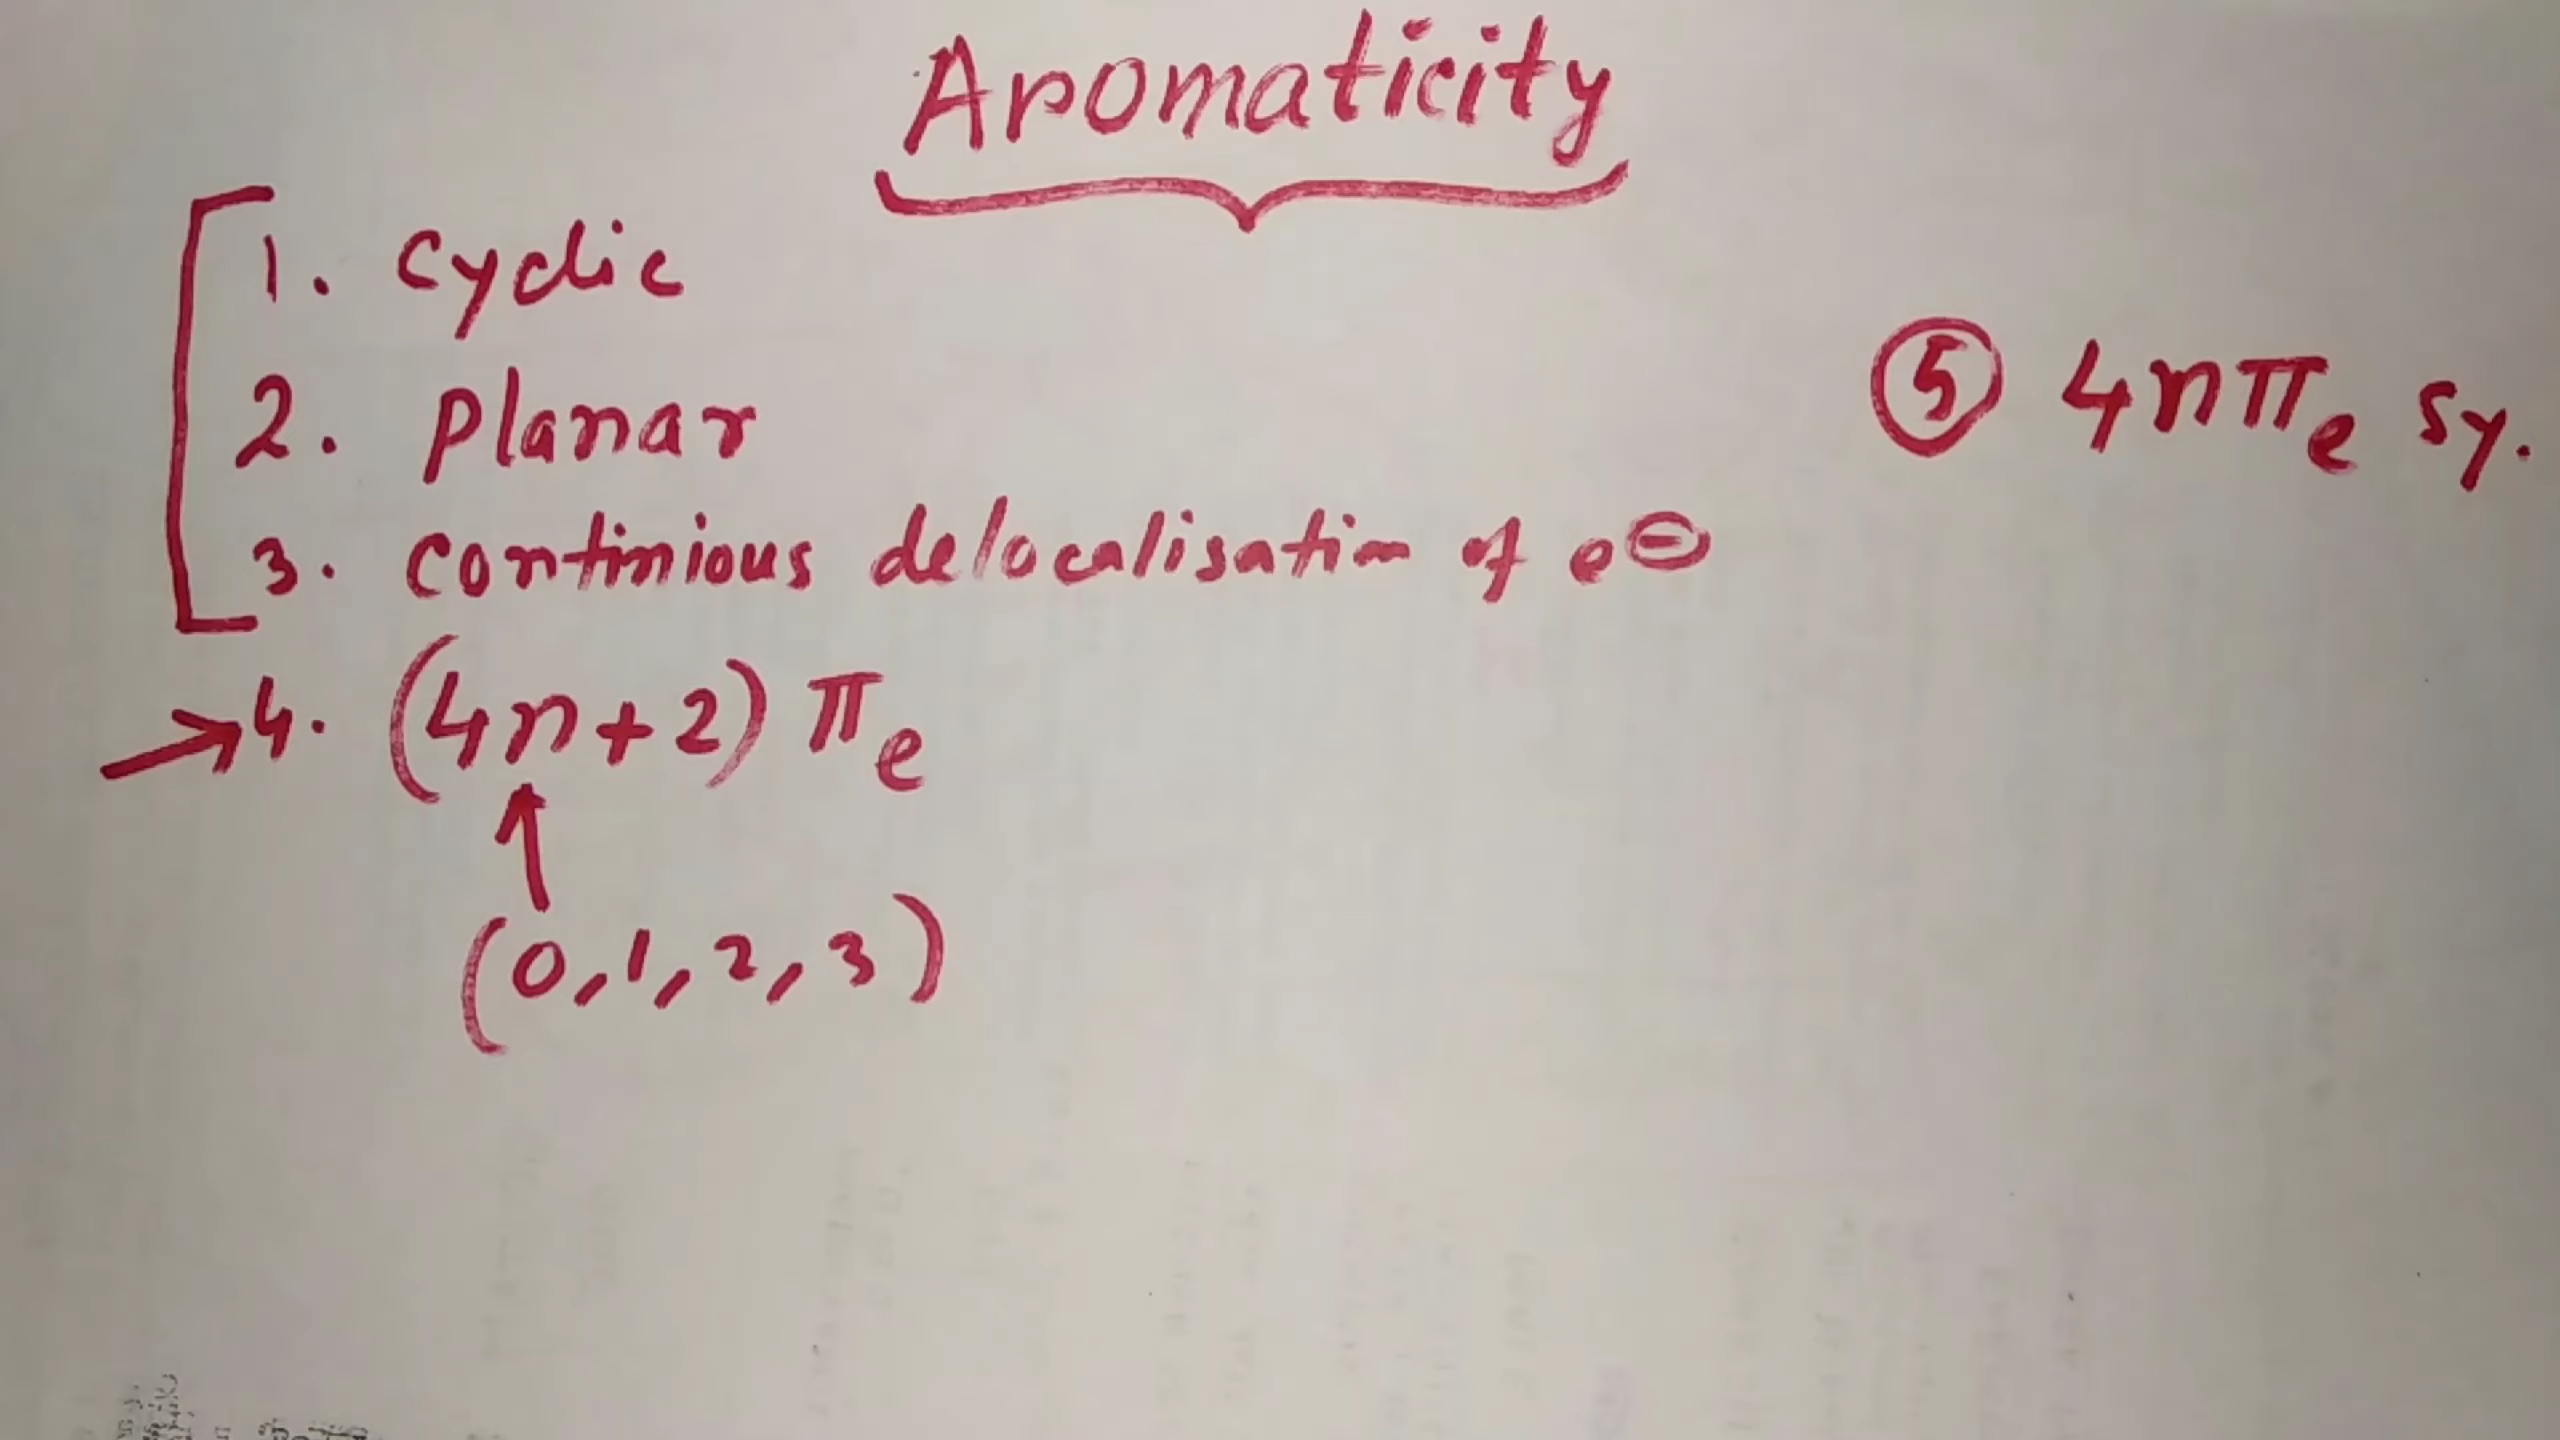 Aromaticity
1. Cyclic
2. Planar
⑤ 4nπe sy.
3. continious delocalisation of e⊖
→4. (4n+2) πe
↑
(0,1,2,3)